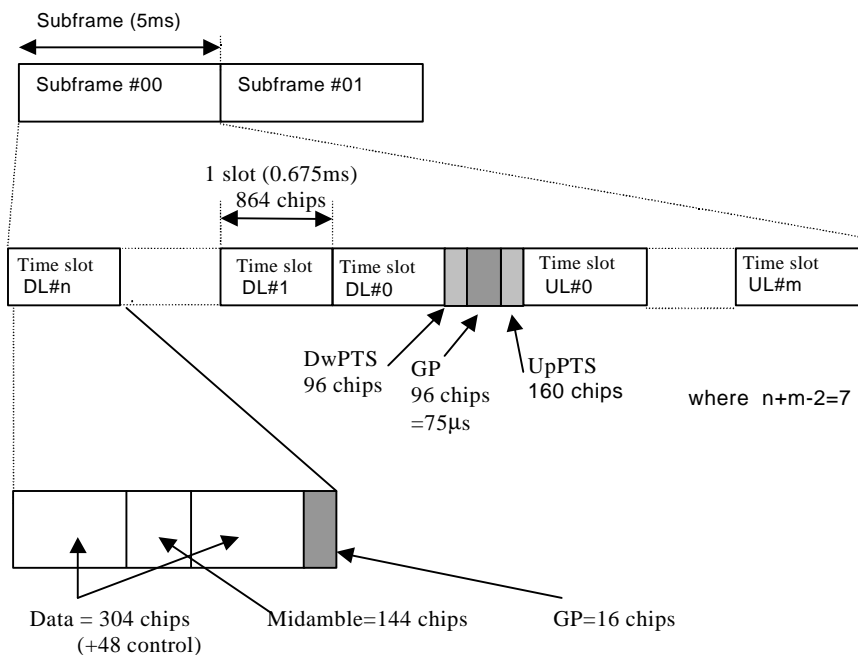 Subframe (5ms)
Subframe #00
Subframe #01
1 slot (0.675ms)
864 chips
Time slot
DL#n
Time slot
DL#1
Time slot
DL#0
Time slot
UL#0
Time slot
UL#m
DwPTS
96 chips
GP
96 chips
=75μs
UpPTS
160 chips
where n+m-2=7
Data = 304 chips
(+48 control)
Midamble=144 chips
GP=16 chips